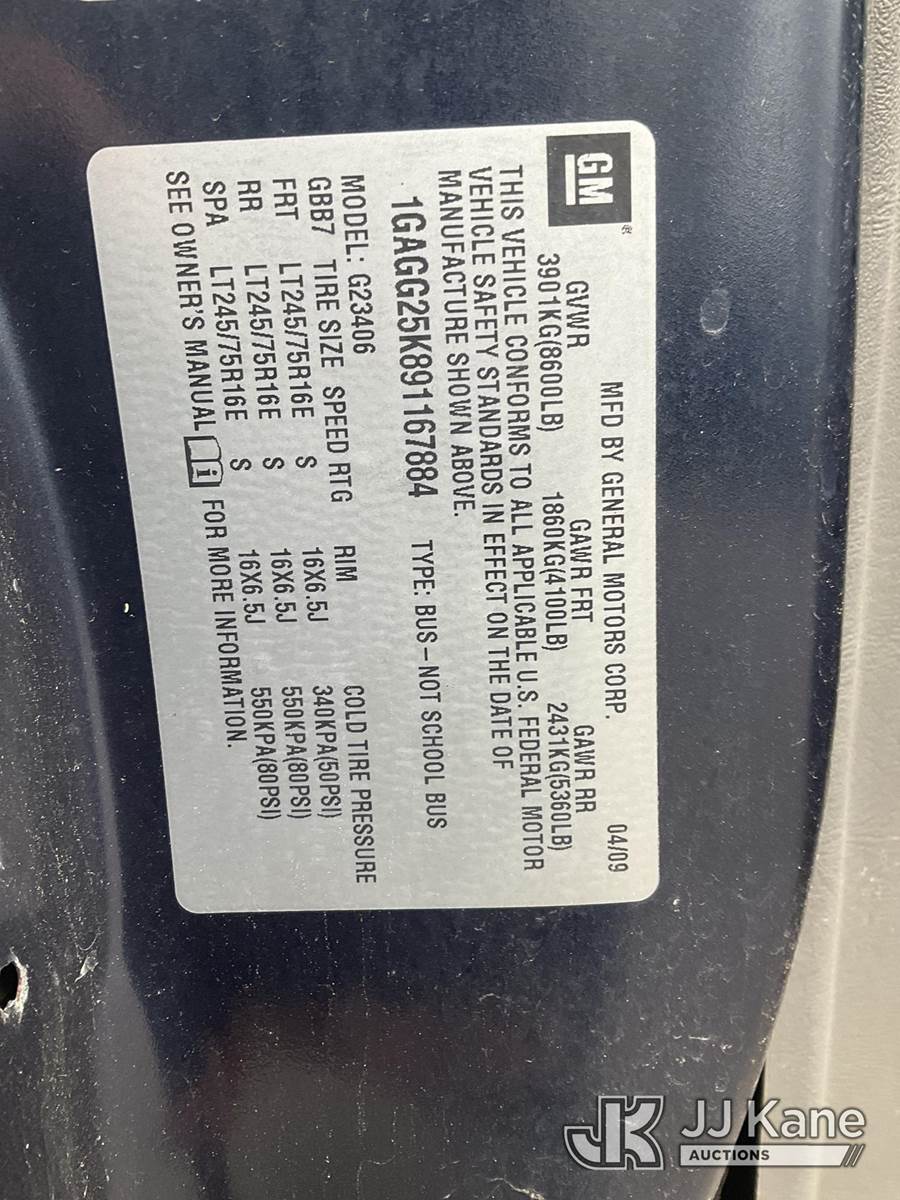 GM
MFD BY GENERAL MOTORS CORP. 04/09
GVWR GAWR FRT GAWR RR
3901KG(8600LB) 1860KG(4100LB) 2431KG(5360LB)
THIS VEHICLE CONFORMS TO ALL APPLICABLE U.S. FEDERAL MOTOR
VEHICLE SAFETY STANDARDS IN EFFECT ON THE DATE OF
MANUFACTURE SHOWN ABOVE.
1GAGG25K891167884 TYPE: BUS-NOT SCHOOL BUS
MODEL: G23406
GBB7 TIRE SIZE SPEED RTG RIM COLD TIRE PRESSURE
FRT LT245/75R16E S 16X6.5J 340KPA(50PSI)
RR LT245/75R16E S 16X6.5J 550KPA(80PSI)
SPA LT245/75R16E S 16X6.5J 550KPA(80PSI)
SEE OWNER'S MANUAL FOR MORE INFORMATION.
JK JJ Kane
AUCTIONS